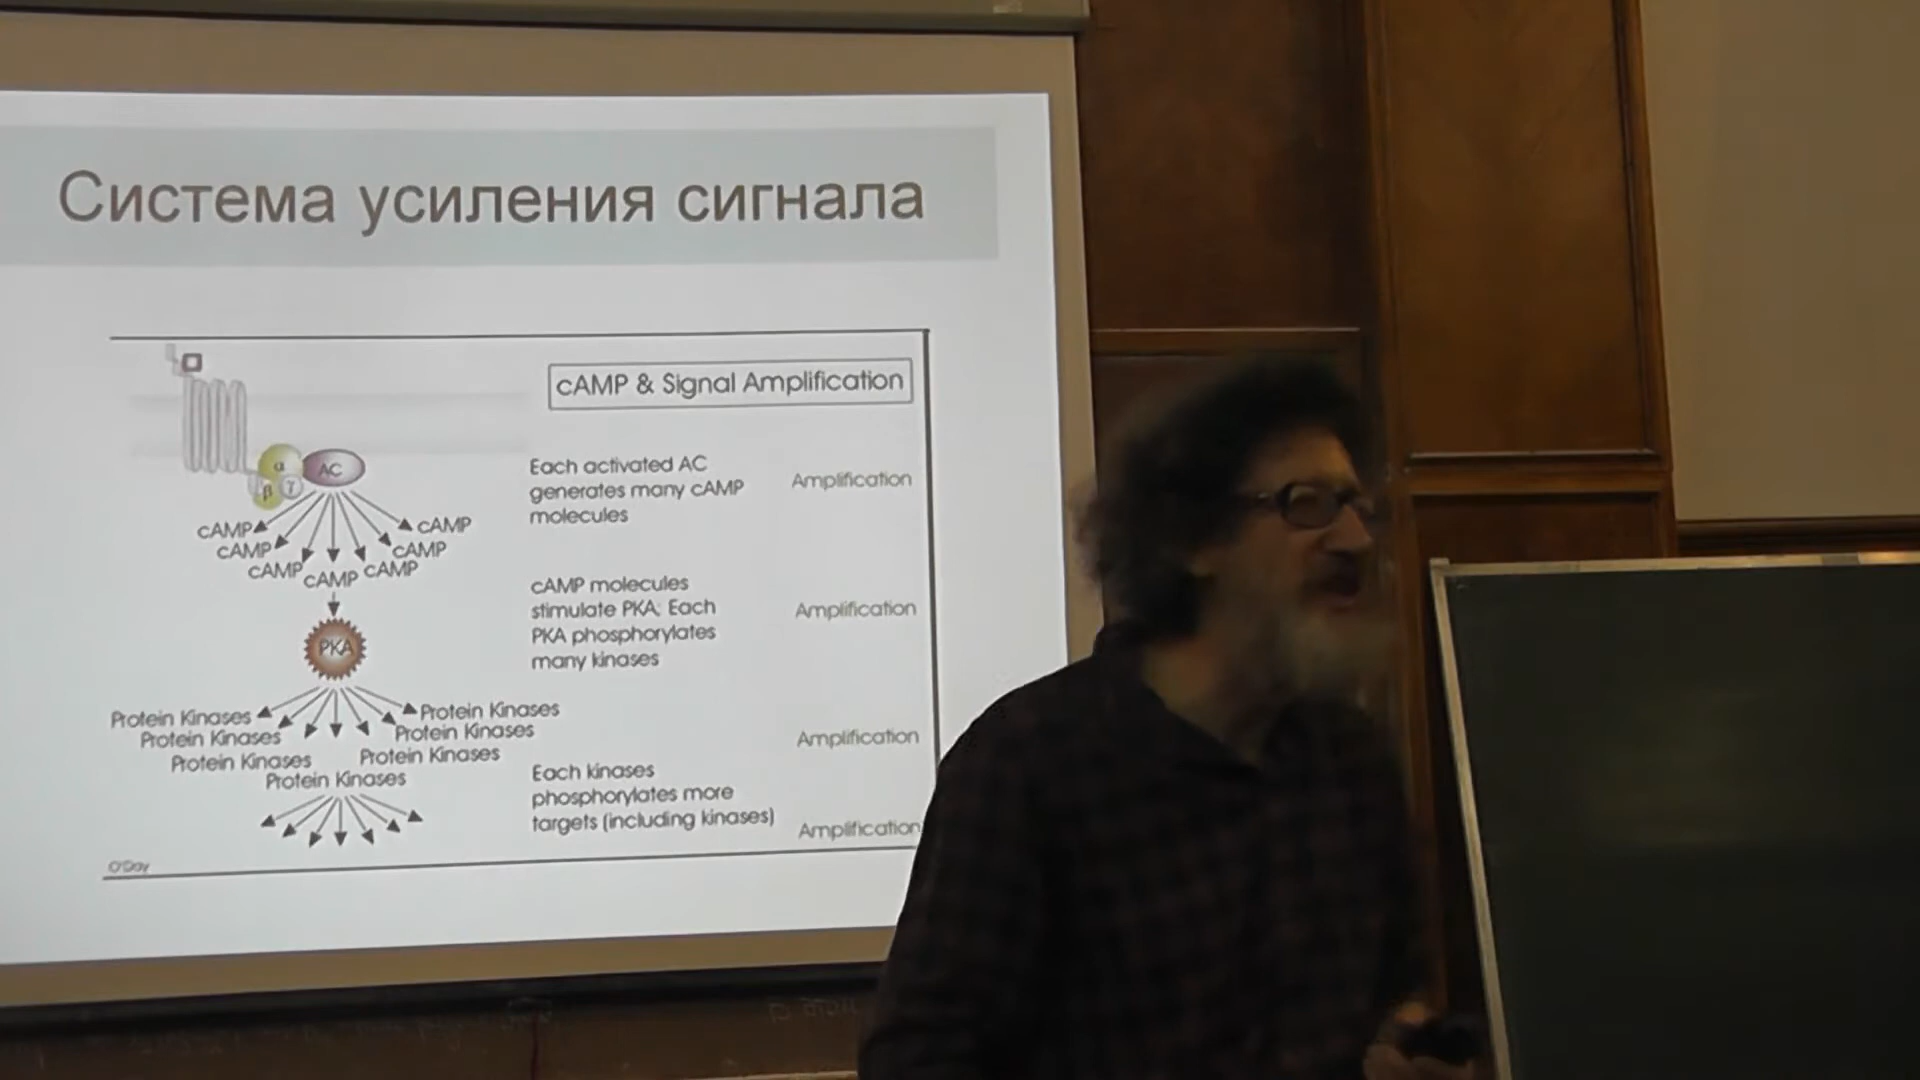 Система усиления сигнала
cAMP & Signal Amplification
α
AC
β
γ
Each activated AC
generates many cAMP
molecules
Amplification
cAMP
cAMP
cAMP
cAMP
cAMP
cAMP
cAMP
cAMP molecules
stimulate PKA; Each
PKA phosphorylates
many kinases
Amplification
PKA
Protein Kinases
Protein Kinases
Protein Kinases
Protein Kinases
Protein Kinases
Protein Kinases
Protein Kinases
Amplification
Each kinases
phosphorylates more
targets (including kinases)
Amplification
O'Day